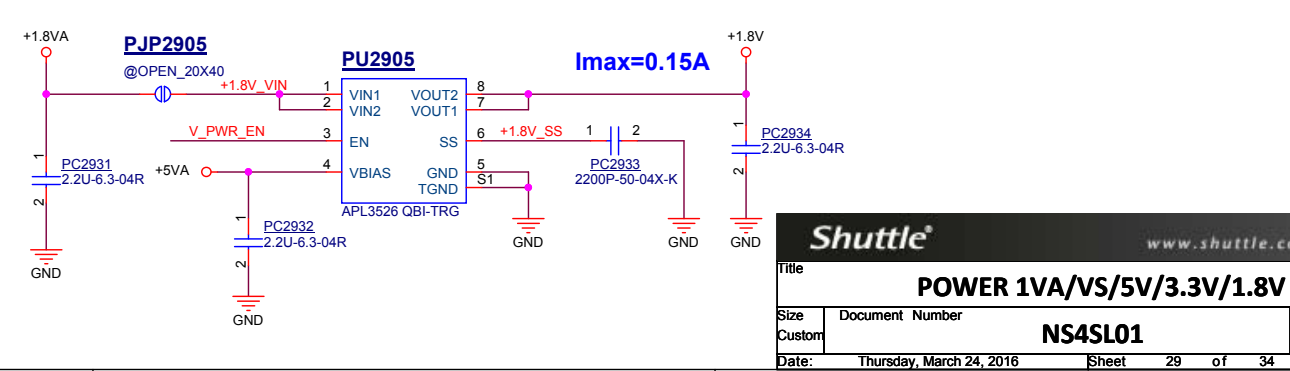 +1.8VA
PJP2905
@OPEN_20X40
+1.8V_VIN
PU2905
Imax=0.15A
+1.8V
1 VIN1 VOUT2 8
2 VIN2 VOUT1 7
V_PWR_EN 3 EN SS 6 +1.8V_SS 1 2
+5VA 4 VBIAS GND 5
TGND S1
APL3526 QBI-TRG
1
PC2931
2.2U-6.3-04R
2
GND
1
PC2932
2.2U-6.3-04R
2
GND
GND
PC2933
2200P-50-04X-K
GND
1
PC2934
2.2U-6.3-04R
2
GND
Shuttle®
www.shuttle.c
Title
POWER 1VA/VS/5V/3.3V/1.8V
Size Document Number
Custom NS4SL01
Date: Thursday, March 24, 2016 Sheet 29 of 34